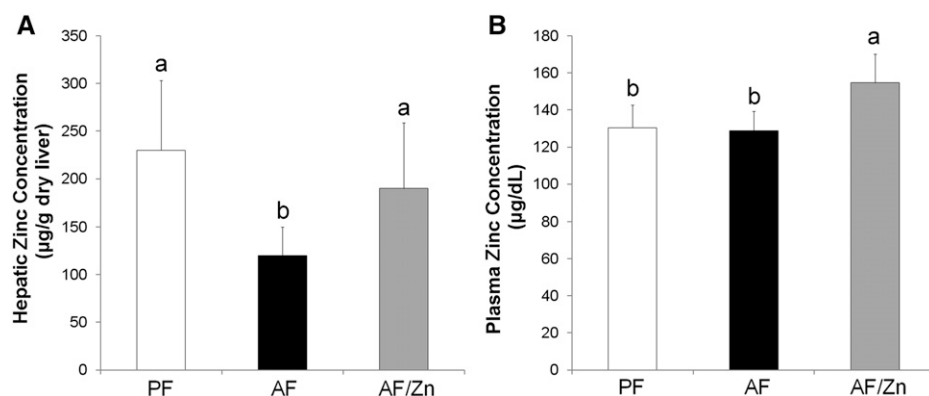 A
Hepatic Zinc Concentration
(µg/g dry liver)
350
300
250
200
150
100
50
0
a
b
a
PF
AF
AF/Zn
B
Plasma Zinc Concentration
(µg/dL)
180
160
140
120
100
80
60
40
20
0
b
b
a
PF
AF
AF/Zn